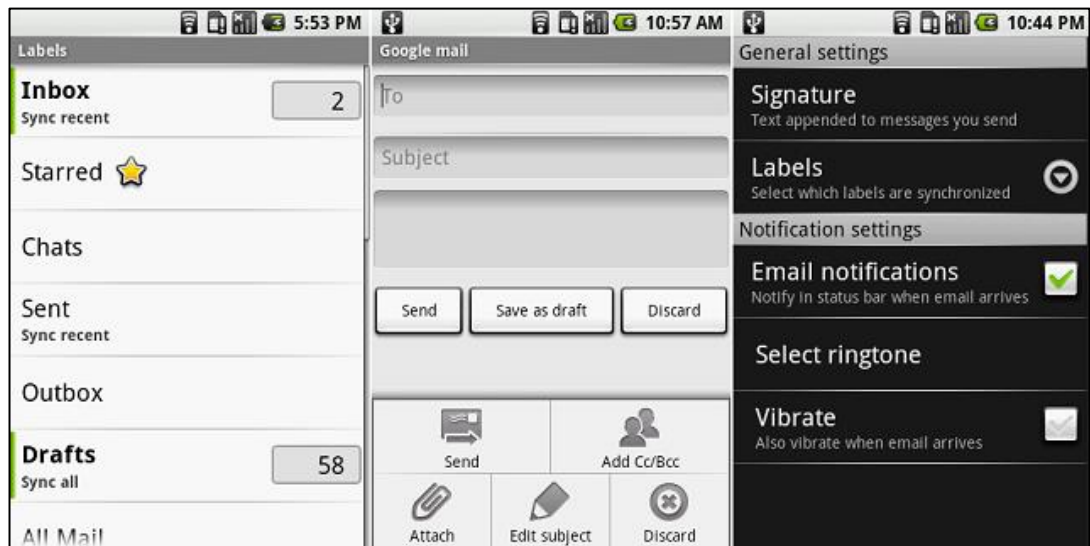 5:53 PM
Labels
Inbox
2
Sync recent
Starred
Chats
Sent
Sync recent
Outbox
Drafts
58
Sync all
All Mail
10:57 AM
Google mail
To
Subject
Send
Save as draft
Discard
Send
Add Cc/Bcc
Attach
Edit subject
Discard
10:44 PM
General settings
Signature
Text appended to messages you send
Labels
Select which labels are synchronized
Notification settings
Email notifications
Notify in status bar when email arrives
Select ringtone
Vibrate
Also vibrate when email arrives